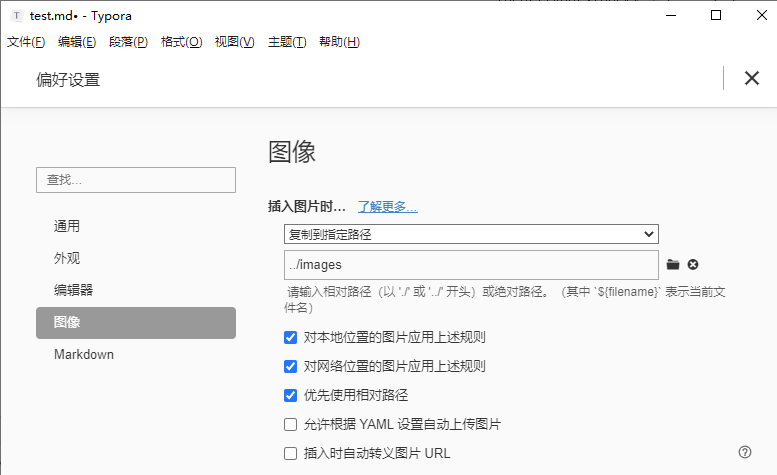 T test.md• - Typora
文件(F) 编辑(E) 段落(P) 格式(O) 视图(V) 主题(T) 帮助(H)
偏好设置
图像
查找...
插入图片时... 了解更多...
通用
复制到指定路径
外观
../images
编辑器
请输入相对路径（以 './' 或 '../' 开头）或绝对路径。（其中 `${filename}` 表示当前文
件名）
图像
对本地位置的图片应用上述规则
Markdown
对网络位置的图片应用上述规则
优先使用相对路径
允许根据 YAML 设置自动上传图片
插入时自动转义图片 URL